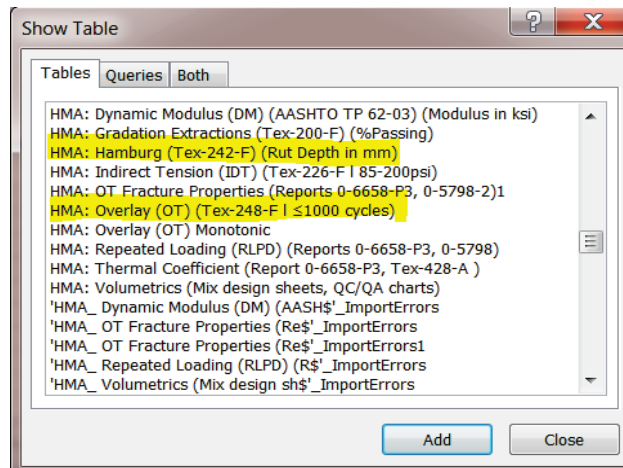 Show Table
Tables Queries Both
HMA: Dynamic Modulus (DM) (AASHTO TP 62-03) (Modulus in ksi)
HMA: Gradation Extractions (Tex-200-F) (%Passing)
HMA: Hamburg (Tex-242-F) (Rut Depth in mm)
HMA: Indirect Tension (IDT) (Tex-226-F l 85-200psi)
HMA: OT Fracture Properties (Reports 0-6658-P3, 0-5798-2)1
HMA: Overlay (OT) (Tex-248-F l ≤1000 cycles)
HMA: Overlay (OT) Monotonic
HMA: Repeated Loading (RLPD) (Reports 0-6658-P3, 0-5798)
HMA: Thermal Coefficient (Report 0-6658-P3, Tex-428-A )
HMA: Volumetrics (Mix design sheets, QC/QA charts)
'HMA_ Dynamic Modulus (DM) (AASH$'_ImportErrors
'HMA_ OT Fracture Properties (Re$'_ImportErrors
'HMA_ OT Fracture Properties (Re$'_ImportErrors1
'HMA_ Repeated Loading (RLPD) (R$'_ImportErrors
'HMA_ Volumetrics (Mix design sh$'_ImportErrors
Add Close